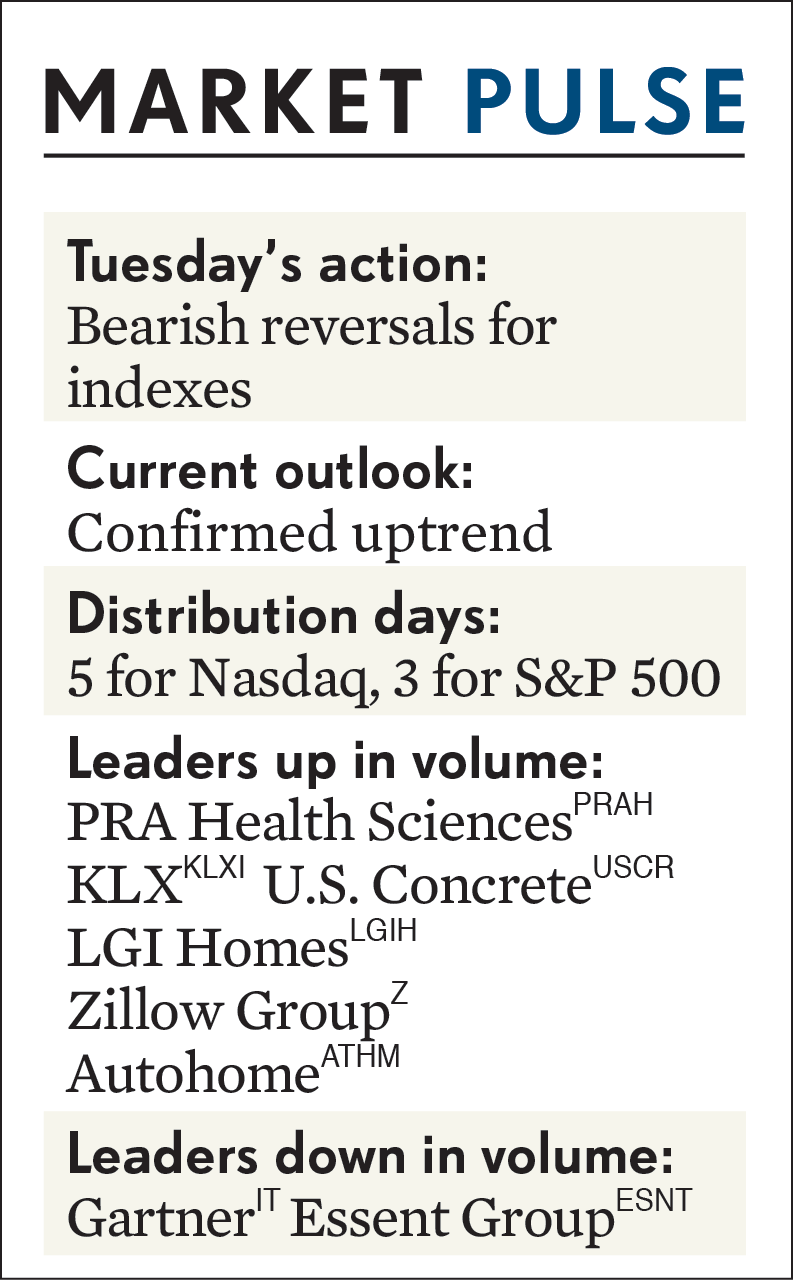 MARKET PULSE
Tuesday’s action:
Bearish reversals for
indexes
Current outlook:
Confirmed uptrend
Distribution days:
5 for Nasdaq, 3 for S&P 500
Leaders up in volume:
PRA Health Sciences PRAH
KLX KLXI U.S. Concrete USCR
LGI Homes LGIH
Zillow Group Z
Autohome ATHM
Leaders down in volume:
Gartner IT Essent Group ESNT